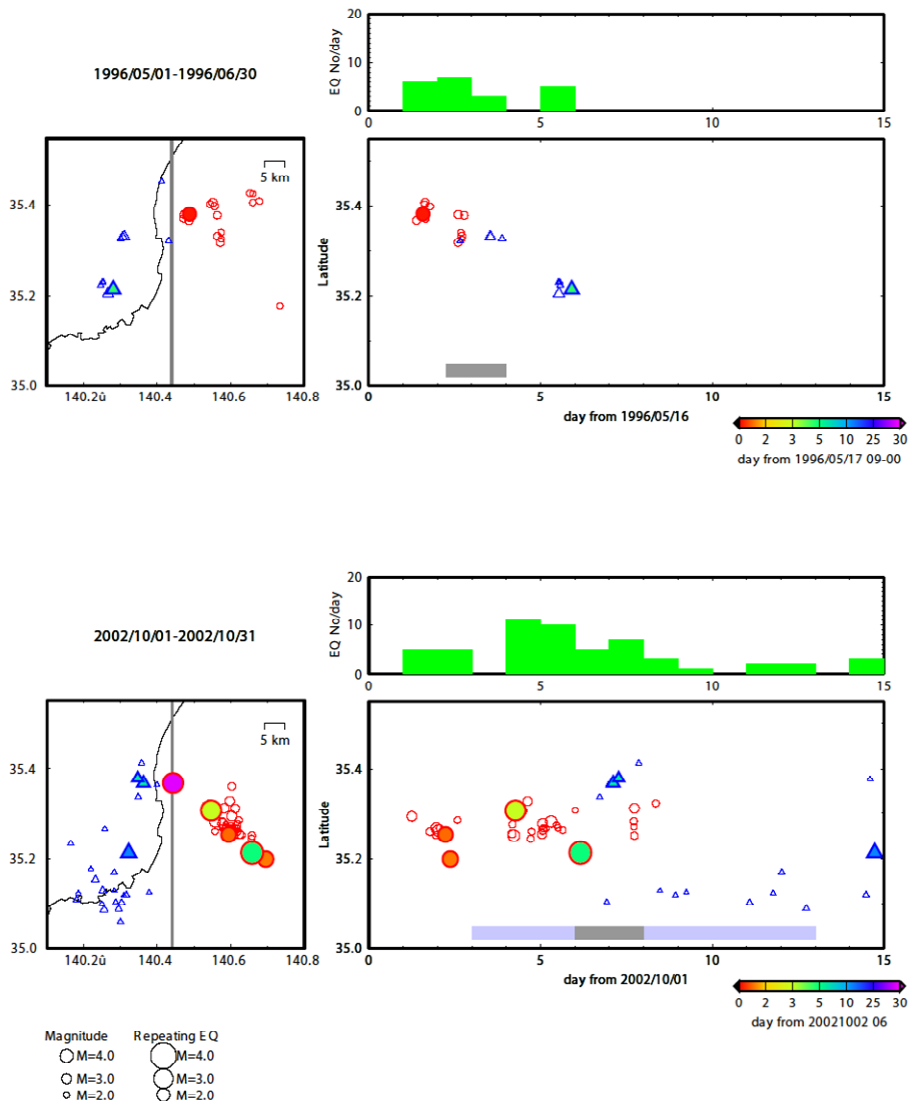 20
10
0
EQ No/day
0
5
10
15
1996/05/01-1996/06/30
5 km
35.4
35.2
35.0
140.2û
140.4
140.6
140.8
Latitude
35.4
35.2
35.0
0
5
10
15
day from 1996/05/16
0 2 3 5 10 25 30
day from 1996/05/17 09-00
20
10
0
EQ No/day
0
5
10
15
2002/10/01-2002/10/31
5 km
35.4
35.2
35.0
140.2û
140.4
140.6
140.8
Latitude
35.4
35.2
35.0
0
5
10
15
day from 2002/10/01
0 2 3 5 10 25 30
day from 20021002 06
Magnitude Repeating EQ
M=4.0 M=4.0
M=3.0 M=3.0
M=2.0 M=2.0